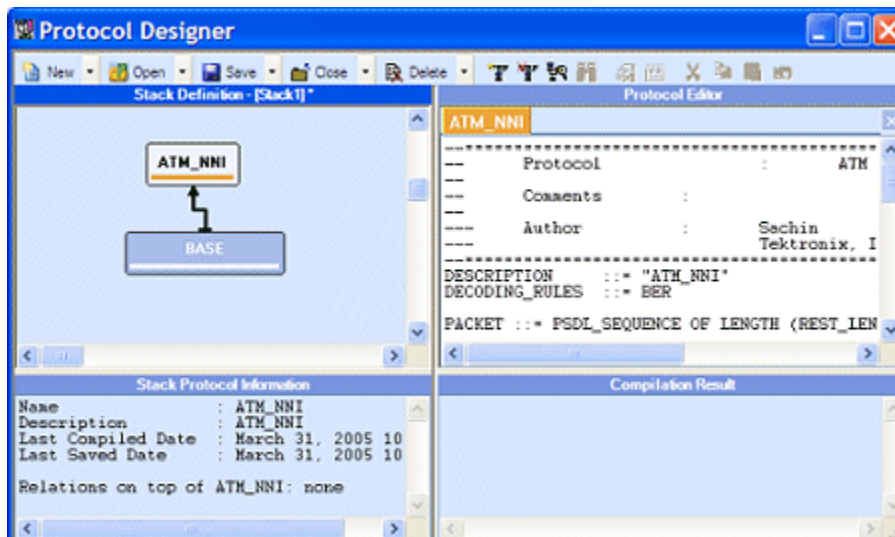 Protocol Designer
New Open Save Close Delete
Stack Definition - [Stack1] *
ATM_NNI
BASE
Protocol Editor
ATM_NNI
--*********************************************
-- Protocol : ATM
--
-- Comments :
--
--- Author : Sachin
--- Tektronix, I
--*********************************************
DESCRIPTION ::= "ATM_NNI"
DECODING_RULES ::= BER
PACKET ::= PSDL_SEQUENCE OF LENGTH (REST_LEN
Stack Protocol Information
Name : ATM_NNI
Description : ATM_NNI
Last Compiled Date : March 31, 2005 10
Last Saved Date : March 31, 2005 10
Relations on top of ATM_NNI: none
Compilation Result